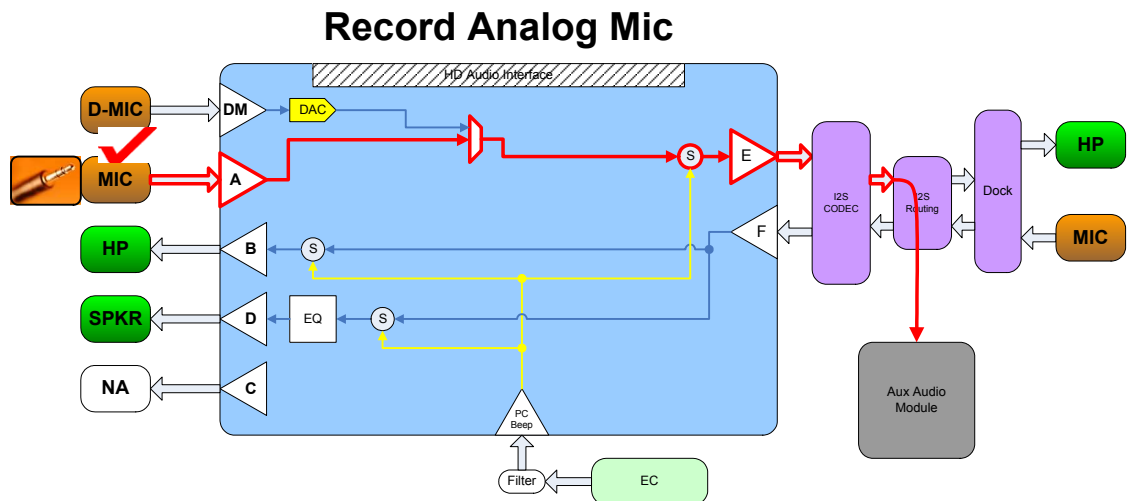 Record Analog Mic
HD Audio Interface
D-MIC
DM
DAC
MIC
A
S
E
HP
I2S
CODEC
Routing
Dock
HP
B
S
F
MIC
SPKR
D
EQ
S
NA
C
PC
Beep
Aux Audio
Module
Filter
EC